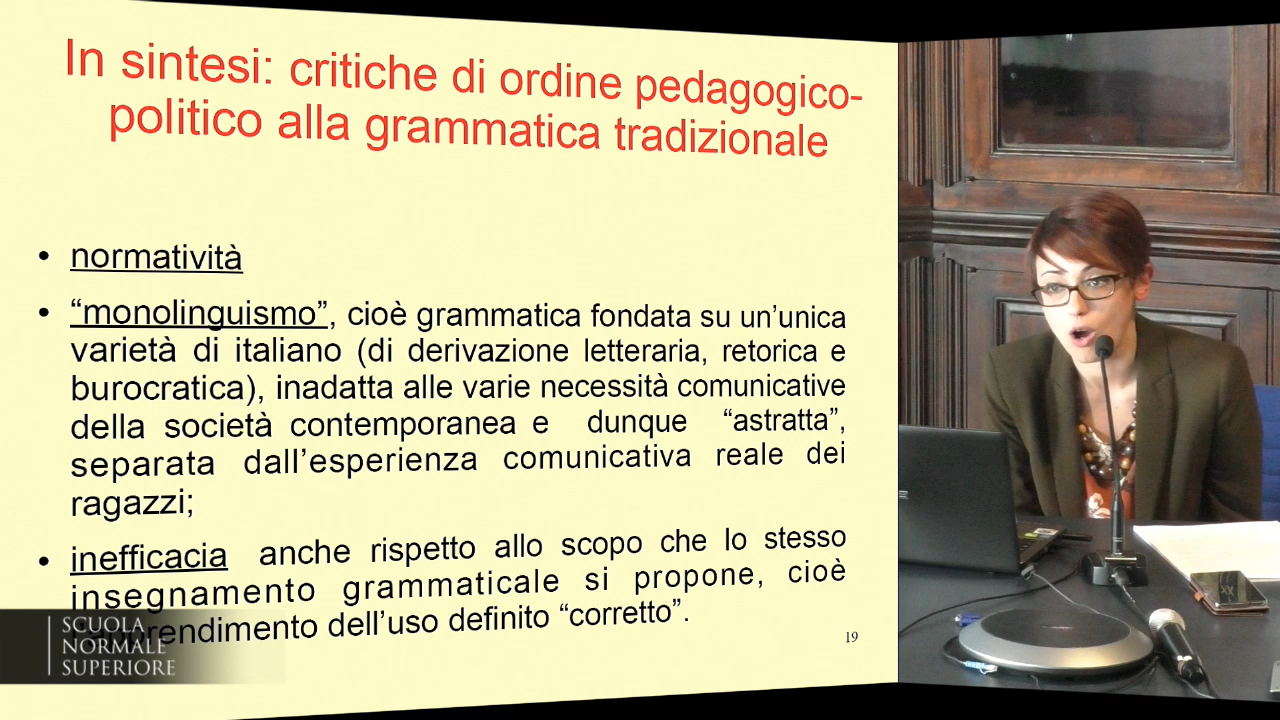 In sintesi: critiche di ordine pedagogico-
politico alla grammatica tradizionale
• normatività
• “monolinguismo”, cioè grammatica fondata su un’unica
varietà di italiano (di derivazione letteraria, retorica e
burocratica), inadatta alle varie necessità comunicative
della società contemporanea e dunque “astratta”,
separata dall’esperienza comunicativa reale dei
ragazzi;
• inefficacia anche rispetto allo scopo che lo stesso
insegnamento grammaticale si propone, cioè
l’apprendimento dell’uso definito “corretto”.
19
SCUOLA
NORMALE
SUPERIORE